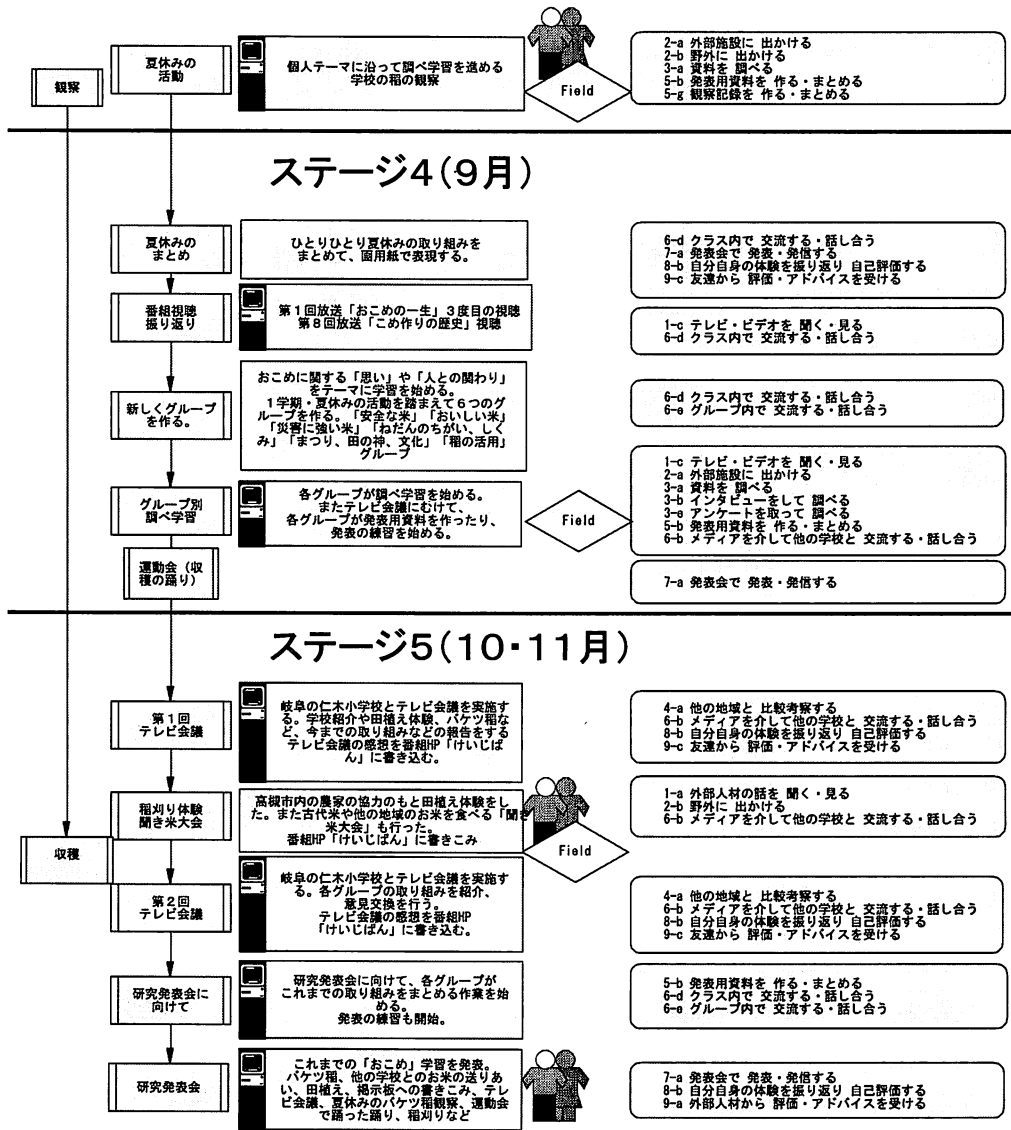 観察
夏休みの
活動
個人テーマに沿って調べ学習を進める
学校の稲の観察
Field
2-a 外部施設に 出かける
2-b 野外に 出かける
3-a 資料を 調べる
5-b 発表用資料を 作る・まとめる
5-g 観察記録を 作る・まとめる
ステージ4(9月)
夏休みの
まとめ
ひとりひとり夏休みの取り組みを
まとめて、画用紙で表現する。
6-d クラス内で 交流する・話し合う
7-a 発表会で 発表・発信する
8-b 自分自身の体験を振り返り 自己評価する
9-c 友達から 評価・アドバイスを受ける
番組視聴
振り返り
第1回放送「おこめの一生」3度目の視聴
第8回放送「こめ作りの歴史」視聴
1-c テレビ・ビデオを 聞く・見る
6-d クラス内で 交流する・話し合う
新しくグループ
を作る。
おこめに関する「思い」や「人との関わり」
をテーマに学習を始める。
1学期・夏休みの活動を踏まえて6つのグ
ループを作る。「安全な米」「おいしい米」
「災害に強い米」「ねだんのちがい、しく
み」「まつり、田の神、文化」「稲の活用」
グループ
6-d クラス内で 交流する・話し合う
6-e グループ内で 交流する・話し合う
グループ別
調べ学習
各グループが調べ学習を始める。
またテレビ会議にむけて、
各グループが発表用資料を作ったり、
発表の練習を始める。
Field
1-c テレビ・ビデオを 聞く・見る
2-a 外部施設に 出かける
3-a 資料を 調べる
3-b インタビューをして 調べる
3-e アンケートを取って 調べる
5-b 発表用資料を 作る・まとめる
6-b メディアを介して他の学校と 交流する・話し合う
運動会(収
穫の踊り)
7-a 発表会で 発表・発信する
ステージ5(10・11月)
第1回
テレビ会議
岐阜の仁木小学校とテレビ会議を実施す
る。学校紹介や田植え体験、バケツ稲な
ど、今までの取り組みなどの報告をする
テレビ会議の感想を番組HP「けいじば
ん」に書き込む。
4-a 他の地域と 比較考察する
6-b メディアを介して他の学校と 交流する・話し合う
8-b 自分自身の体験を振り返り 自己評価する
9-c 友達から 評価・アドバイスを受ける
稲刈り体験
聞き米大会
高槻市内の農家の協力のもと田植え体験をし
た。また古代米や他の地域のお米を食べる「聞き
米大会」も行った。
番組HP「けいじばん」に書きこみ
Field
1-a 外部人材の話を 聞く・見る
2-b 野外に 出かける
6-b メディアを介して他の学校と 交流する・話し合う
収穫
第2回
テレビ会議
岐阜の仁木小学校とテレビ会議を実施す
る。各グループの取り組みを紹介、
意見交換を行う。
テレビ会議の感想を番組HP
「けいじばん」に書き込む。
4-a 他の地域と 比較考察する
6-b メディアを介して他の学校と 交流する・話し合う
8-b 自分自身の体験を振り返り 自己評価する
9-c 友達から 評価・アドバイスを受ける
研究発表会に
向けて
研究発表会に向けて、各グループが
これまでの取り組みをまとめる作業を始
める。
発表の練習も開始。
5-b 発表用資料を 作る・まとめる
6-d クラス内で 交流する・話し合う
6-e グループ内で 交流する・話し合う
研究発表会
これまでの「おこめ」学習を発表。
バケツ稲、他の学校とのお米の送りあ
い、田植え、掲示板への書きこみ、テレ
ビ会議、夏休みのバケツ稲観察、運動会
で踊った踊り、稲刈りなど
7-a 発表会で 発表・発信する
8-b 自分自身の体験を振り返り 自己評価する
9-a 外部人材から 評価・アドバイスを受ける